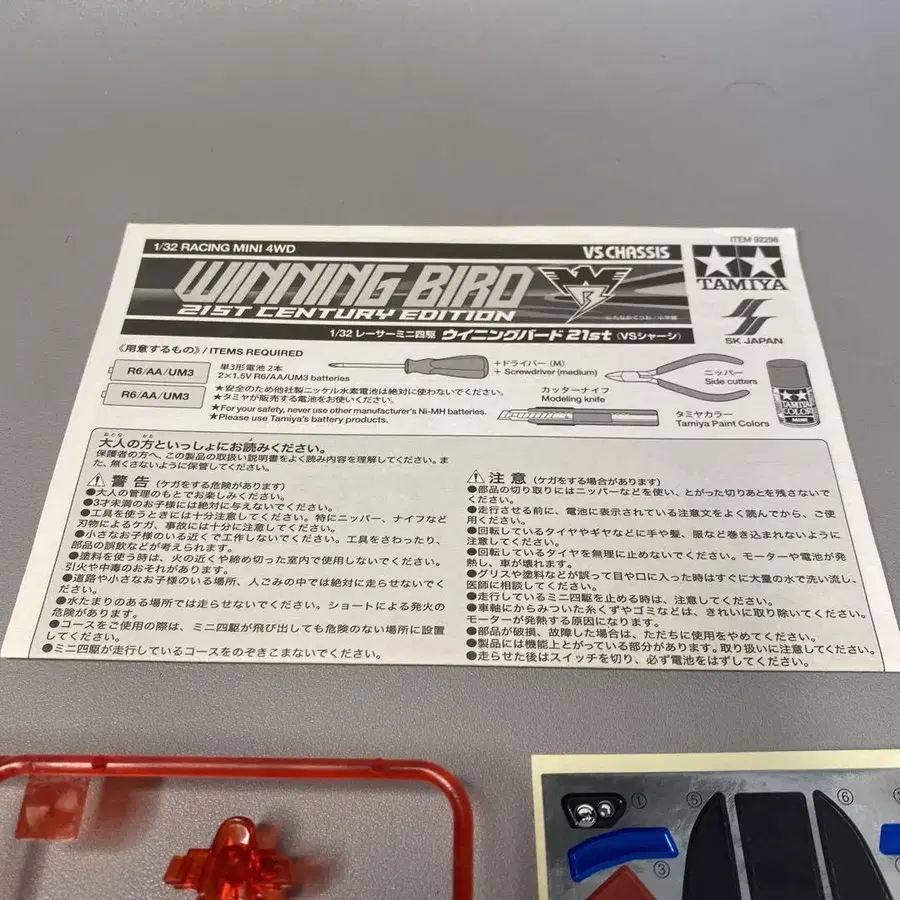 ITEM 92298
1/32 RACING MINI 4WD
VS CHASSIS
WINNING BIRD
21ST CENTURY EDITION
©たなかてつお/小学館
1/32 レーサーミニ四駆 ウイニングバード 21st 〈VSシャーシ〉
TAMIYA
SK JAPAN
《用意するもの》/ ITEMS REQUIRED
R6/AA/UM3
R6/AA/UM3
単3形電池 2本
2×1.5V R6/AA/UM3 batteries
★安全のため他社製ニッケル水素電池は絶対に使わないでください。
★タミヤが販売する電池をお使いください。
★For your safety, never use other manufacturer's Ni-MH batteries.
★Please use Tamiya's battery products.
+ドライバー (M)
+ Screwdriver (medium)
カッターナイフ
Modeling knife
ニッパー
Side cutters
タミヤカラー
Tamiya Paint Colors
TAMIYA
COLOR
おとな かた
大人の方といっしょにお読みください。
保護者の方へ、この製品の取扱い説明書をよく読み内容を理解してください。ま
た、無くさないように保管してください。
警告 (ケガをする危険があります)
●大人の管理のもとでお楽しみください。
●3才未満のお子様には絶対に与えないでください。
●工具を使うときには十分注意してください。特にニッパー、ナイフなど
刃物によるケガ、事故には十分に注意してください。
●小さなお子様のいる近くで工作しないでください。工具をさわったり、
部品の誤飲などが考えられます。
●塗料を使う時は、火の近くや締め切った室内で使用しないでください。
引火や中毒のおそれがあります。
●道路や小さなお子様のいる場所、人ごみの中では絶対に走らせないでく
ださい。
●水たまりのある場所では走らせないでください。ショートによる発火の
危険があります。
●コースをご使用の際は、ミニ四駆が飛び出しても危険のない場所に設置
してください。
●ミニ四駆が走行しているコースをのぞきこまないでください。
注意 (ケガをする場合があります)
●部品の切り取りにはニッパーなどを使い、とがった切りあとを残さない
でください。
●走行させる前に、電池に表示されている注意文をよく読んでから、ご使
用ください。
●回転しているタイヤやギヤなどに手や髪、服など巻き込まれないように
注意してください。
●回転しているタイヤを無理に止めないでください。モーターや電池が発
熱し、車が壊れます。
●グリスや塗料などが誤って目や口に入った時はすぐに大量の水で洗い流し、
医師に相談してください。
●走行しているミニ四駆を止める時は、注意してください。
●車軸にからみついた糸くずやゴミなどは、きれいに取り除いてください。
モーターが発熱する原因になります。
●部品が破損、故障した場合は、ただちに使用をやめてください。
●製品には機能上とがっている部分があります。取り扱いに注意してください。
●走らせた後はスイッチを切り、必ず電池をはずしてください。
①
⑤
⑥
③